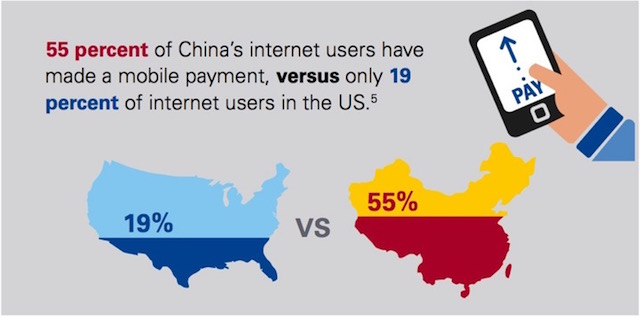 55 percent of China's internet users have
made a mobile payment, versus only 19
percent of internet users in the US.5
PAY
19%
VS
55%